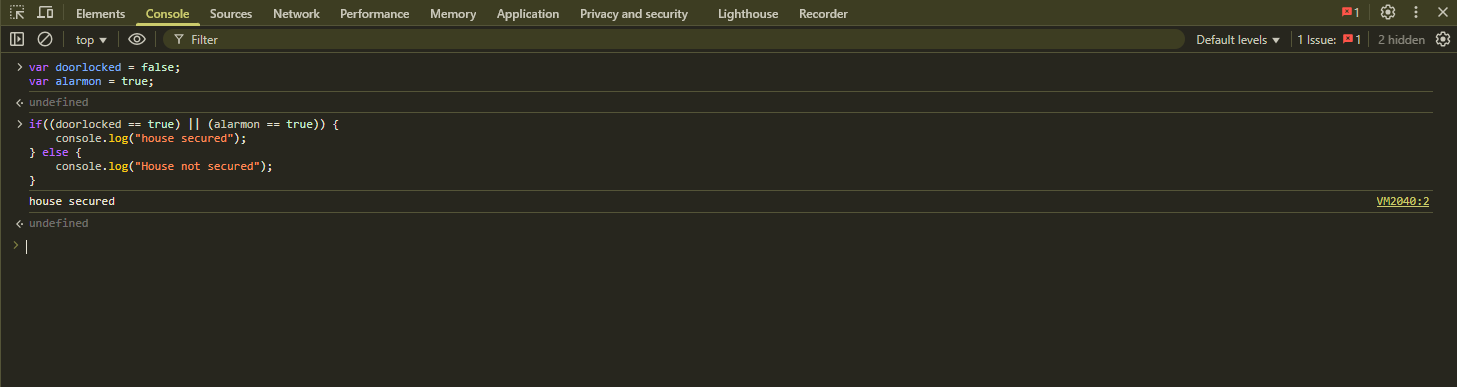 Elements Console Sources Network Performance Memory Application Privacy and security Lighthouse Recorder 1
top Filter Default levels 1 Issue: 1 2 hidden
var doorlocked = false;
var alarmon = true;
undefined
if((doorlocked == true) || (alarmon == true)) {
    console.log("house secured");
} else {
    console.log("House not secured");
}
house secured VM2040:2
undefined